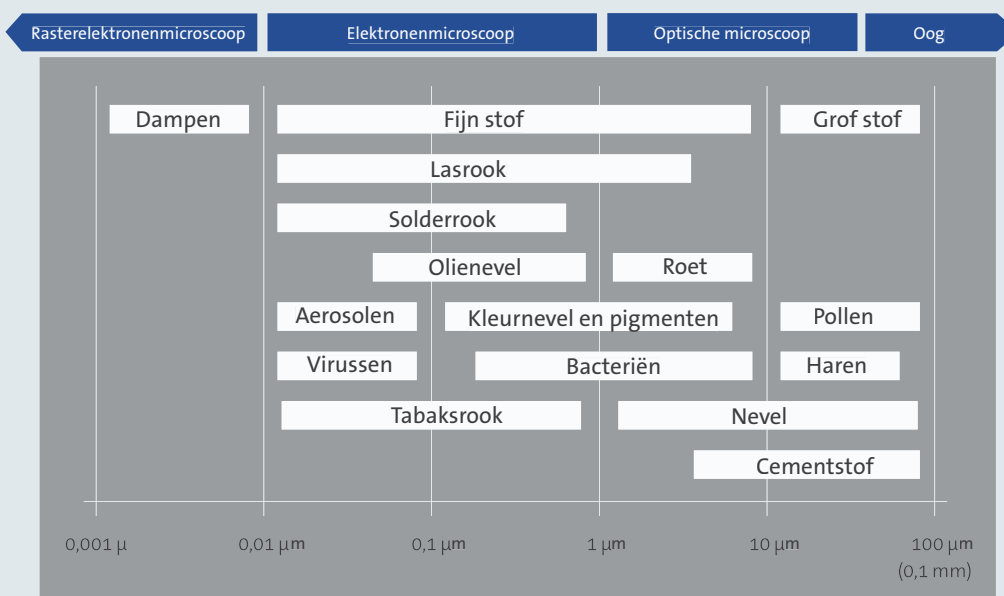 Rasterelektronenmicroscoop Elektronenmicroscoop Optische microscoop Oog
Dampen Fijn stof Grof stof
Lasrook
Solderrook
Olienevel Roet
Aerosolen Kleurnevel en pigmenten Pollen
Virussen Bacteriën Haren
Tabaksrook Nevel
Cementstof
0,001 µ 0,01 µm 0,1 µm 1 µm 10 µm 100 µm
(0,1 mm)